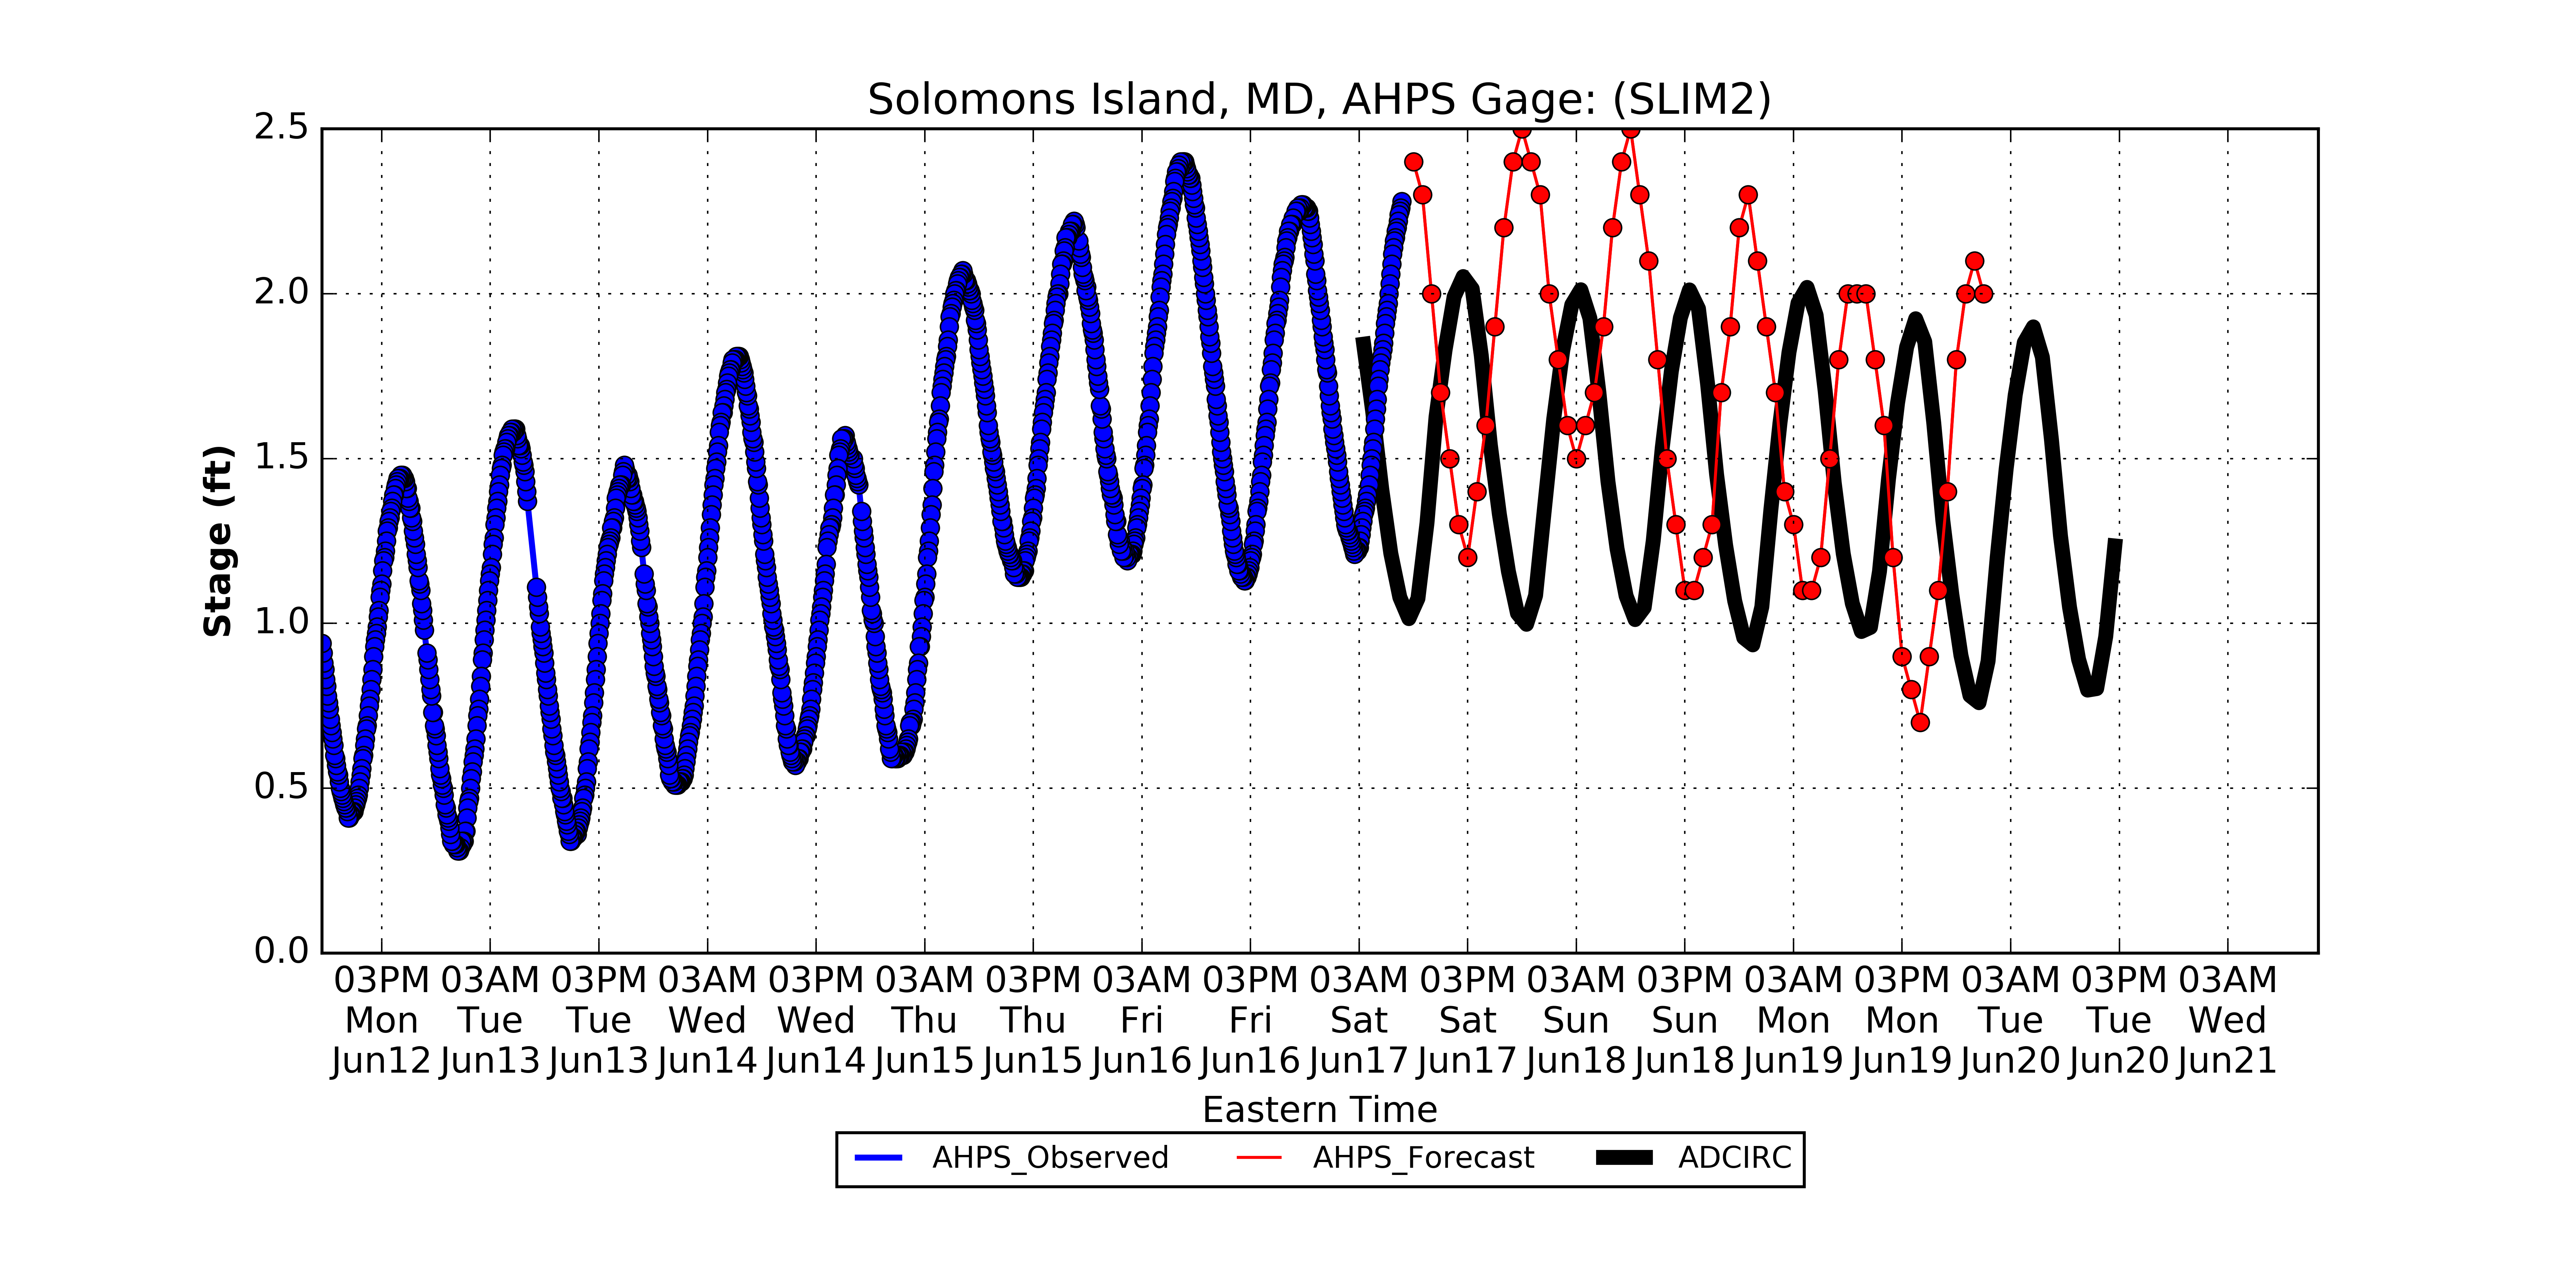 Solomons Island, MD, AHPS Gage: (SLIM2)
Stage (ft)
2.5
2.0
1.5
1.0
0.5
0.0
03PM 03AM 03PM 03AM 03PM 03AM 03PM 03AM 03PM 03AM 03PM 03AM 03PM 03AM 03PM 03AM 03PM 03AM
Mon Tue Tue Wed Wed Thu Thu Fri Fri Sat Sat Sun Sun Mon Mon Tue Tue Wed
Jun12 Jun13 Jun13 Jun14 Jun14 Jun15 Jun15 Jun16 Jun16 Jun17 Jun17 Jun18 Jun18 Jun19 Jun19 Jun20 Jun20 Jun21
Eastern Time
AHPS_Observed AHPS_Forecast ADCIRC